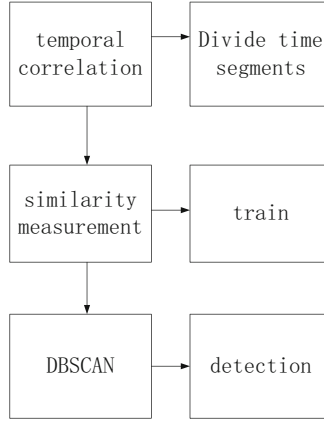 temporal
correlation
Divide time
segments
similarity
measurement
train
DBSCAN
detection